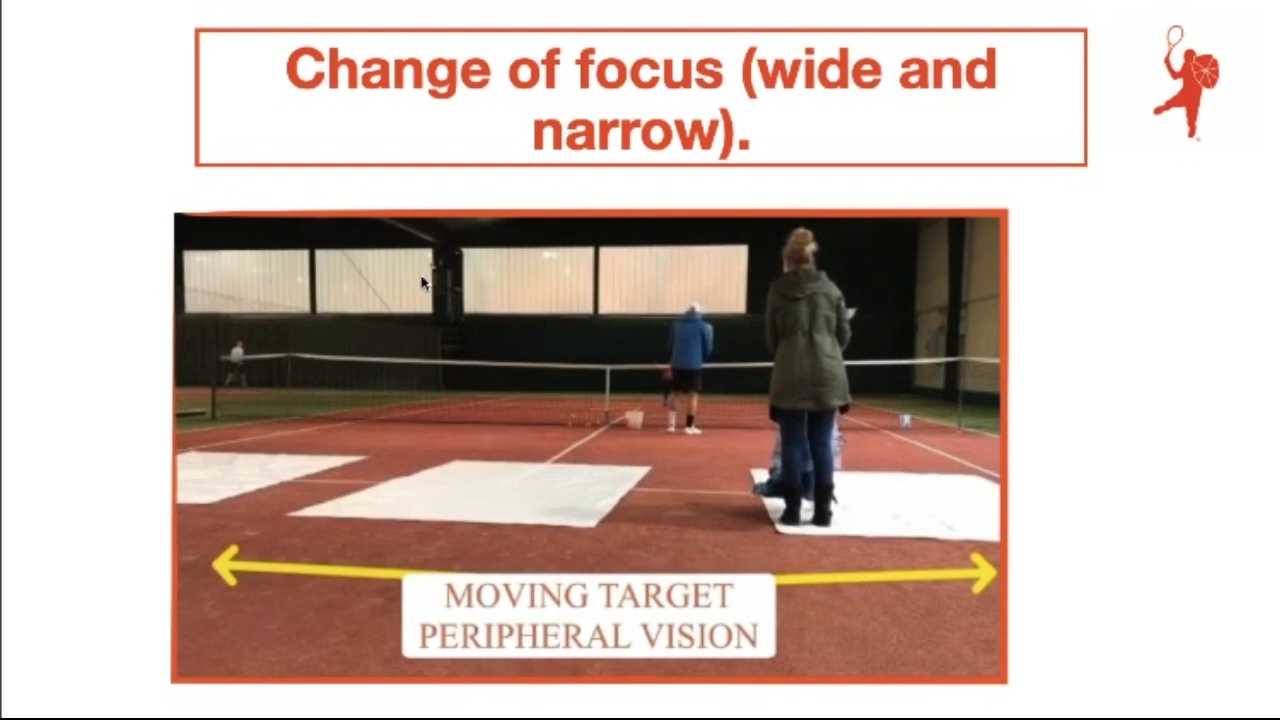 Change of focus (wide and
narrow).
MOVING TARGET
PERIPHERAL VISION